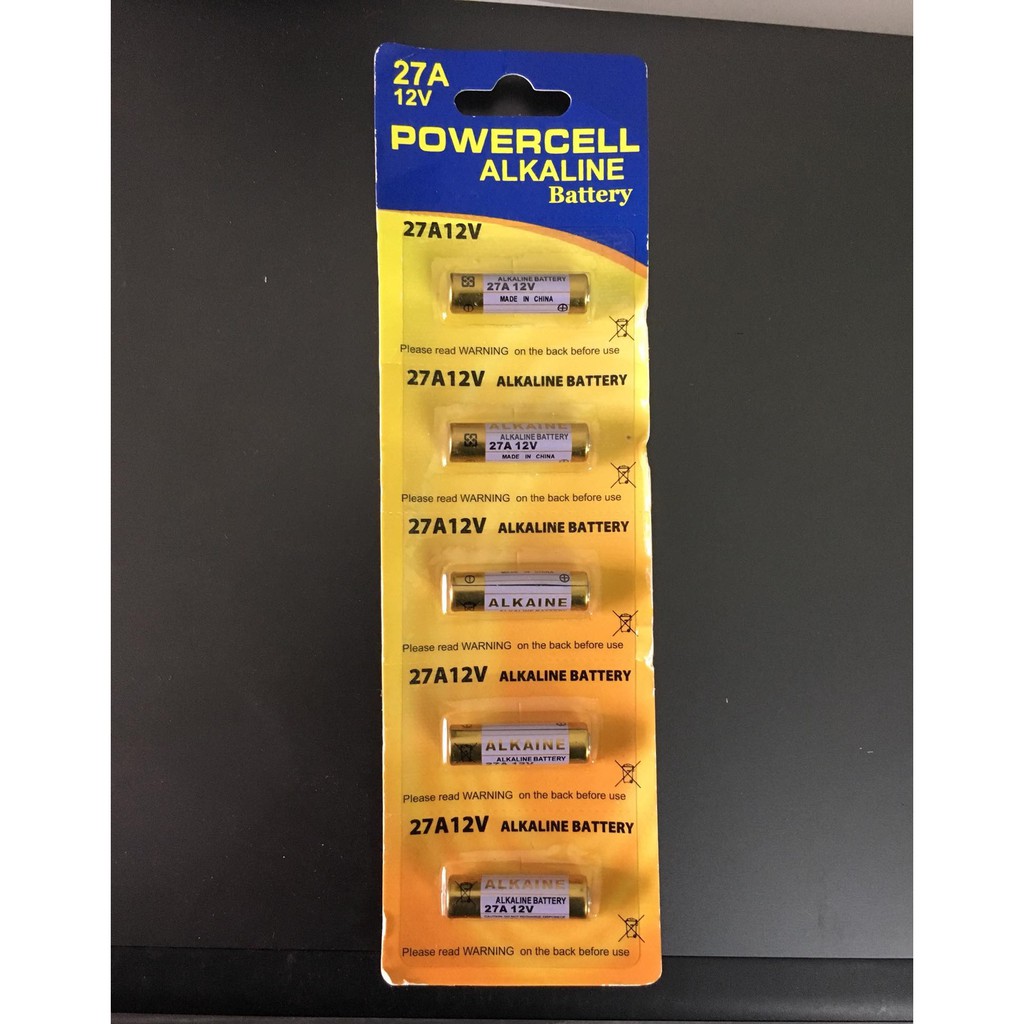 27A
12V
POWERCELL
ALKALINE
Battery
27A12V
ALKALINE BATTERY
27A 12V
MADE IN CHINA
Please read WARNING on the back before use
27A12V ALKALINE BATTERY
ALKAINE
ALKALINE BATTERY
27A 12V
MADE IN CHINA
Please read WARNING on the back before use
27A12V ALKALINE BATTERY
ALKAINE
ALKALINE BATTERY
Please read WARNING on the back before use
27A12V ALKALINE BATTERY
ALKAINE
ALKALINE BATTERY
27A 12V
Please read WARNING on the back before use
27A12V ALKALINE BATTERY
ALKAINE
ALKALINE BATTERY
27A 12V
Please read WARNING on the back before use